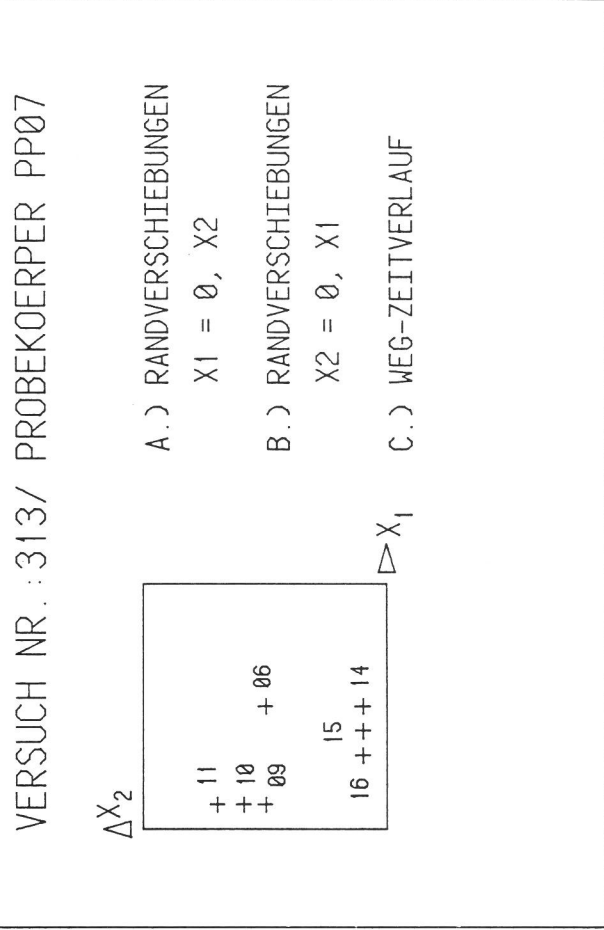 VERSUCH NR.:313/ PROBEKOERPER PP07
X2
+ 11
+ 10
+ 09
+ 06
15
16 + + + 14
X1
A.) RANDVERSCHIEBUNGEN
X1 = 0, X2
B.) RANDVERSCHIEBUNGEN
X2 = 0, X1
C.) WEG-ZEITVERLAUF